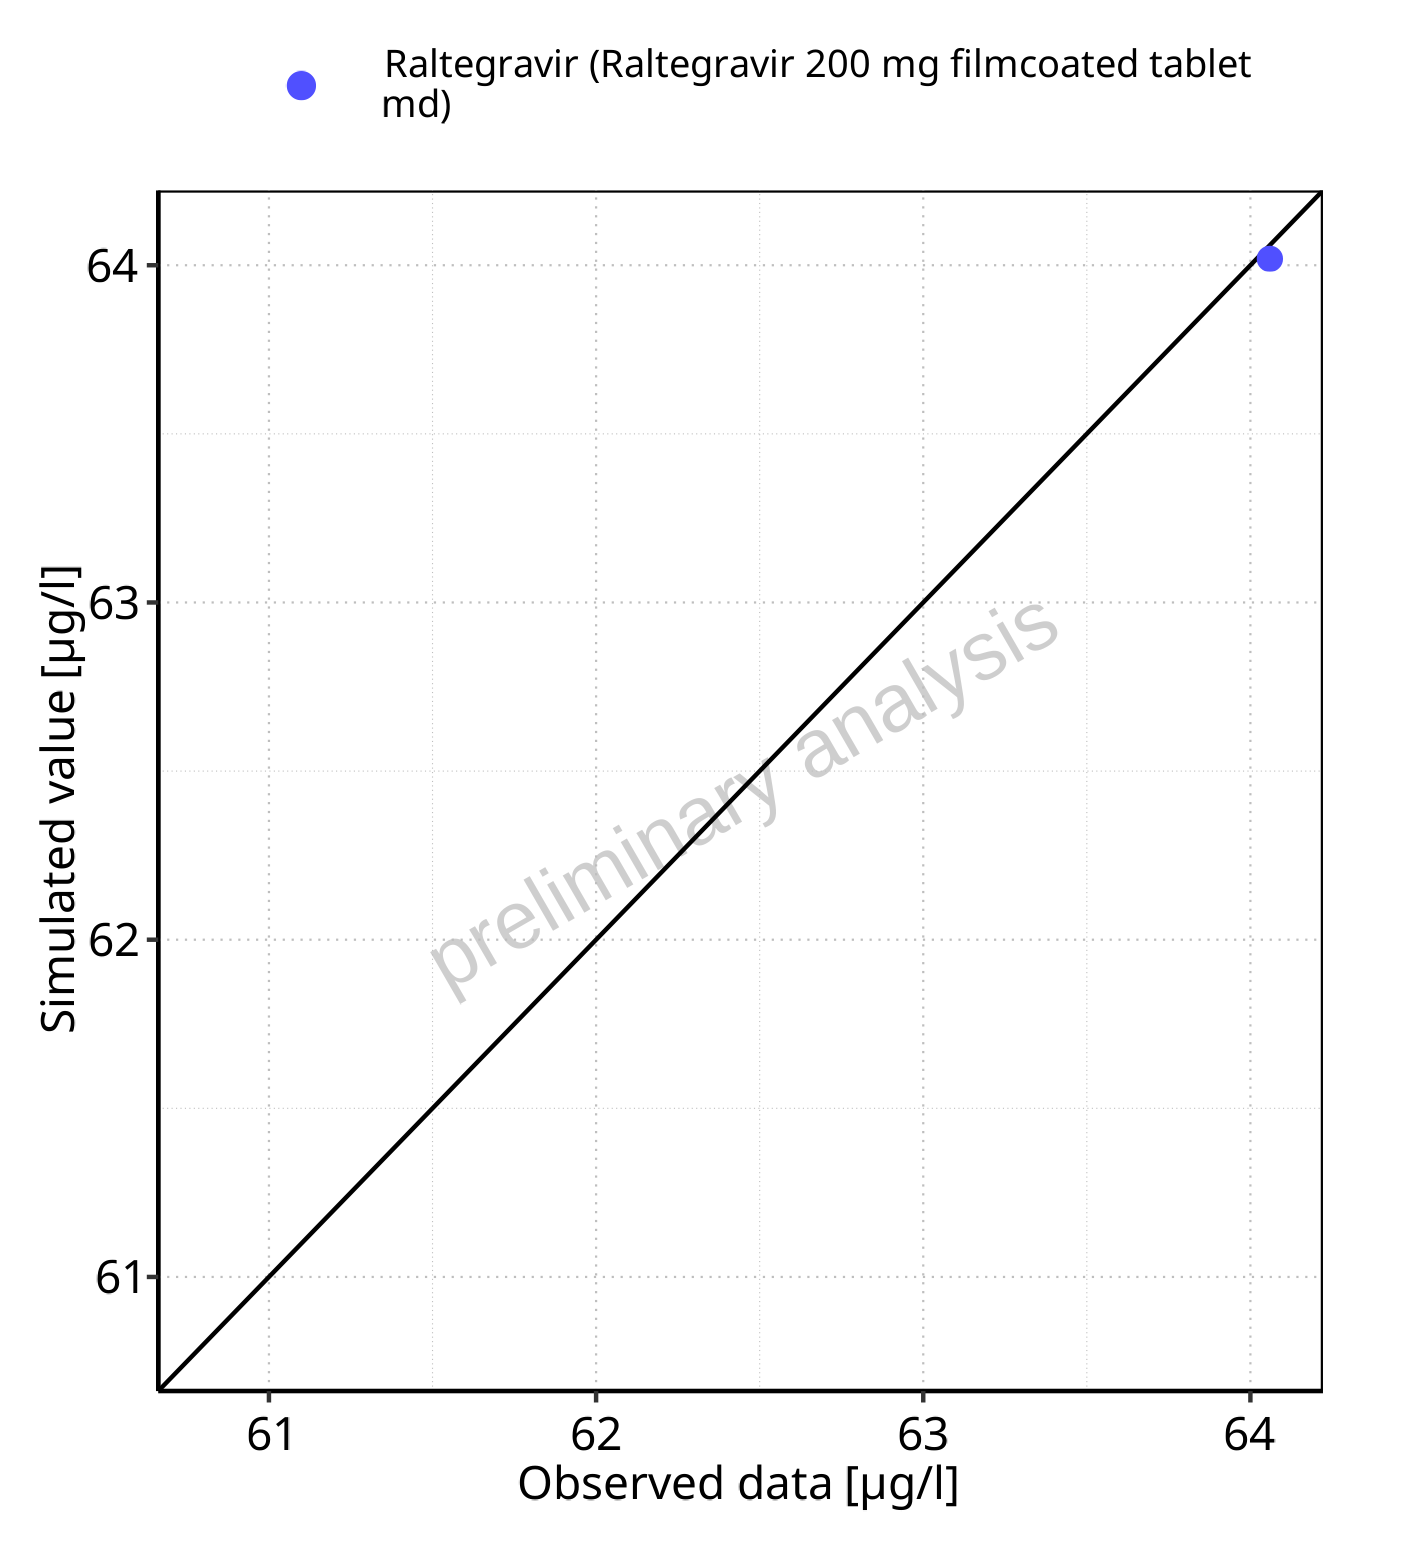 Raltegravir (Raltegravir 200 mg filmcoated tablet
md)
64
63
62
61
Simulated value [µg/l]
preliminary analysis
61 62 63 64
Observed data [µg/l]